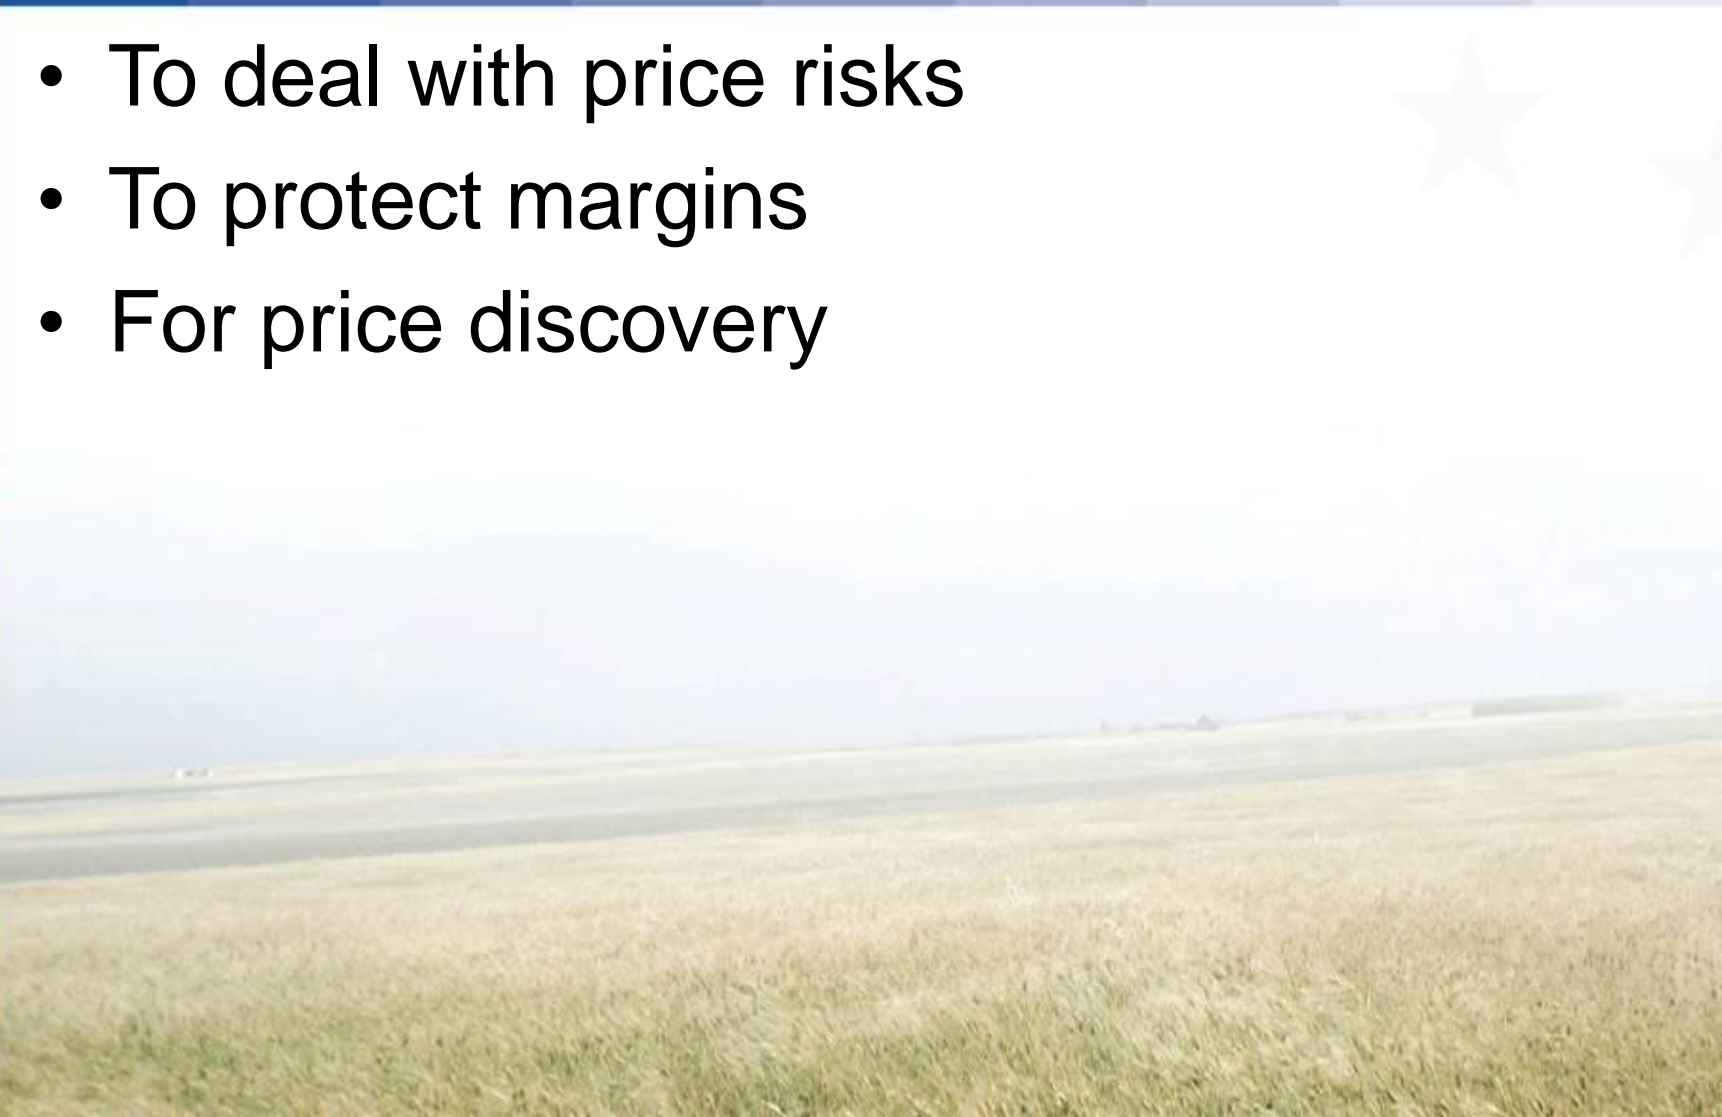 • To deal with price risks
• To protect margins
• For price discovery